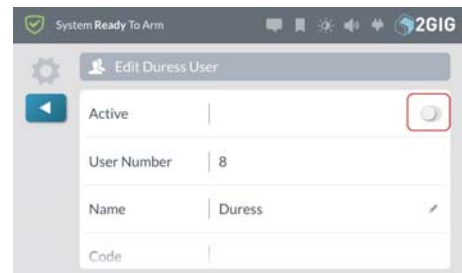 System Ready To Arm
2GIG
Edit Duress User
Active
User Number 8
Name Duress
Code